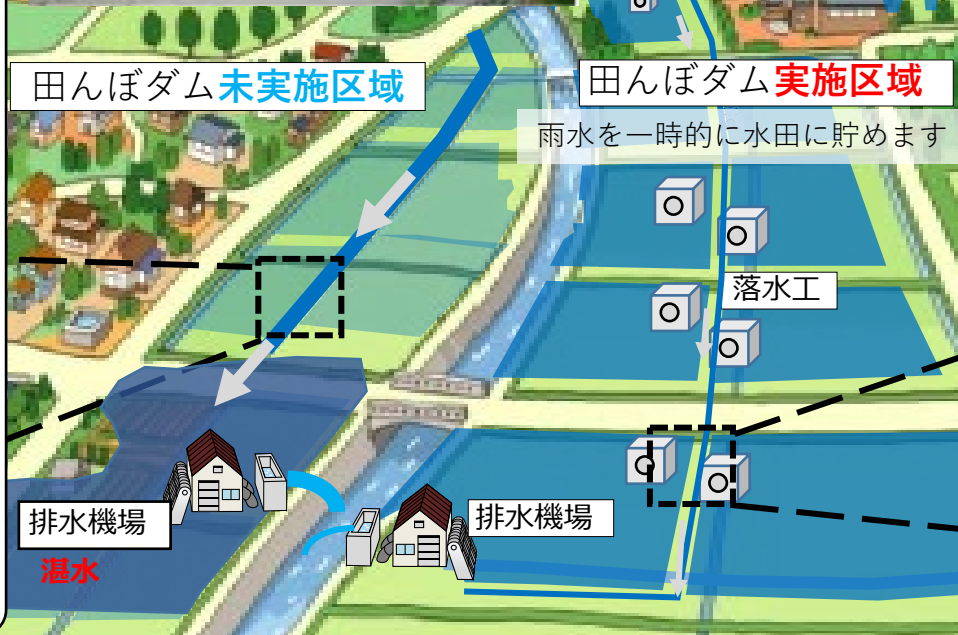 田んぼダム未実施区域
田んぼダム実施区域
雨水を一時的に水田に貯めます
落水工
排水機場
湛水
排水機場